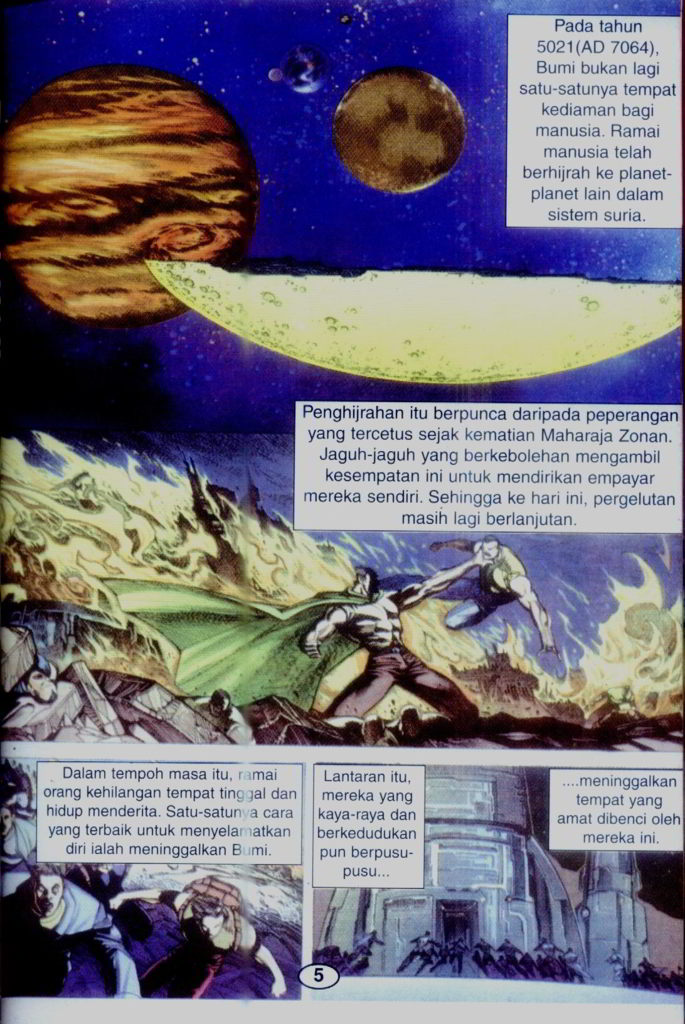 Pada tahun
5021(AD 7064),
Bumi bukan lagi
satu-satunya tempat
kediaman bagi
manusia. Ramai
manusia telah
berhijrah ke planet-
planet lain dalam
sistem suria.
Penghijrahan itu berpunca daripada peperangan
yang tercetus sejak kematian Maharaja Zonan.
Jaguh-jaguh yang berkebolehan mengambil
kesempatan ini untuk mendirikan empayar
mereka sendiri. Sehingga ke hari ini, pergelutan
masih lagi berlanjutan.
Dalam tempoh masa itu, ramai
orang kehilangan tempat tinggal dan
hidup menderita. Satu-satunya cara
yang terbaik untuk menyelamatkan
diri ialah meninggalkan Bumi.
Lantaran itu,
mereka yang
kaya-raya dan
berkedudukan
pun berpusu-
pusu...
....meninggalkan
tempat yang
amat dibenci oleh
mereka ini.
5